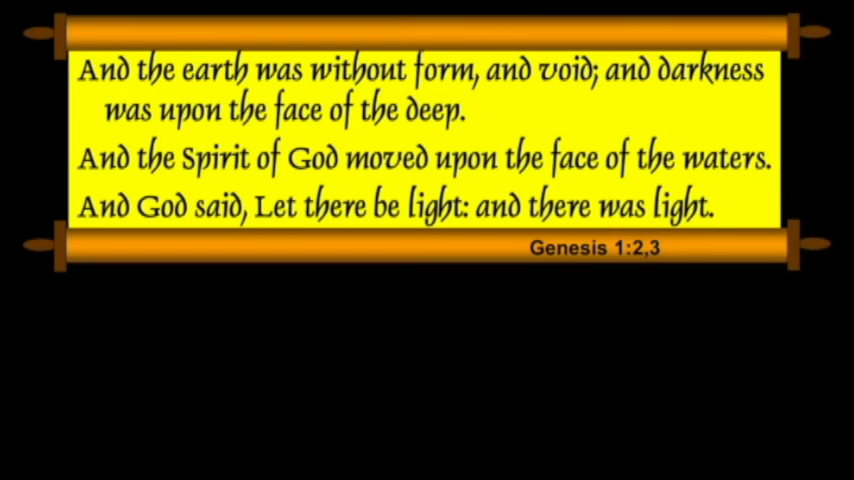 And the earth was without form, and void; and darkness
was upon the face of the deep.
And the Spirit of God moved upon the face of the waters.
And God said, Let there be light: and there was light.
Genesis 1:2,3